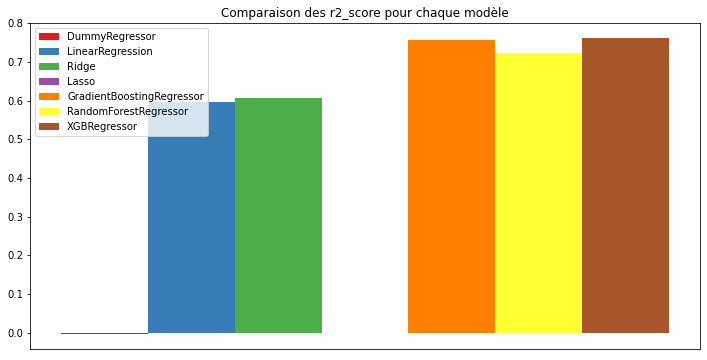 Comparaison des r2_score pour chaque modèle
0.8
0.7
0.6
0.5
0.4
0.3
0.2
0.1
0.0
DummyRegressor
LinearRegression
Ridge
Lasso
GradientBoostingRegressor
RandomForestRegressor
XGBRegressor